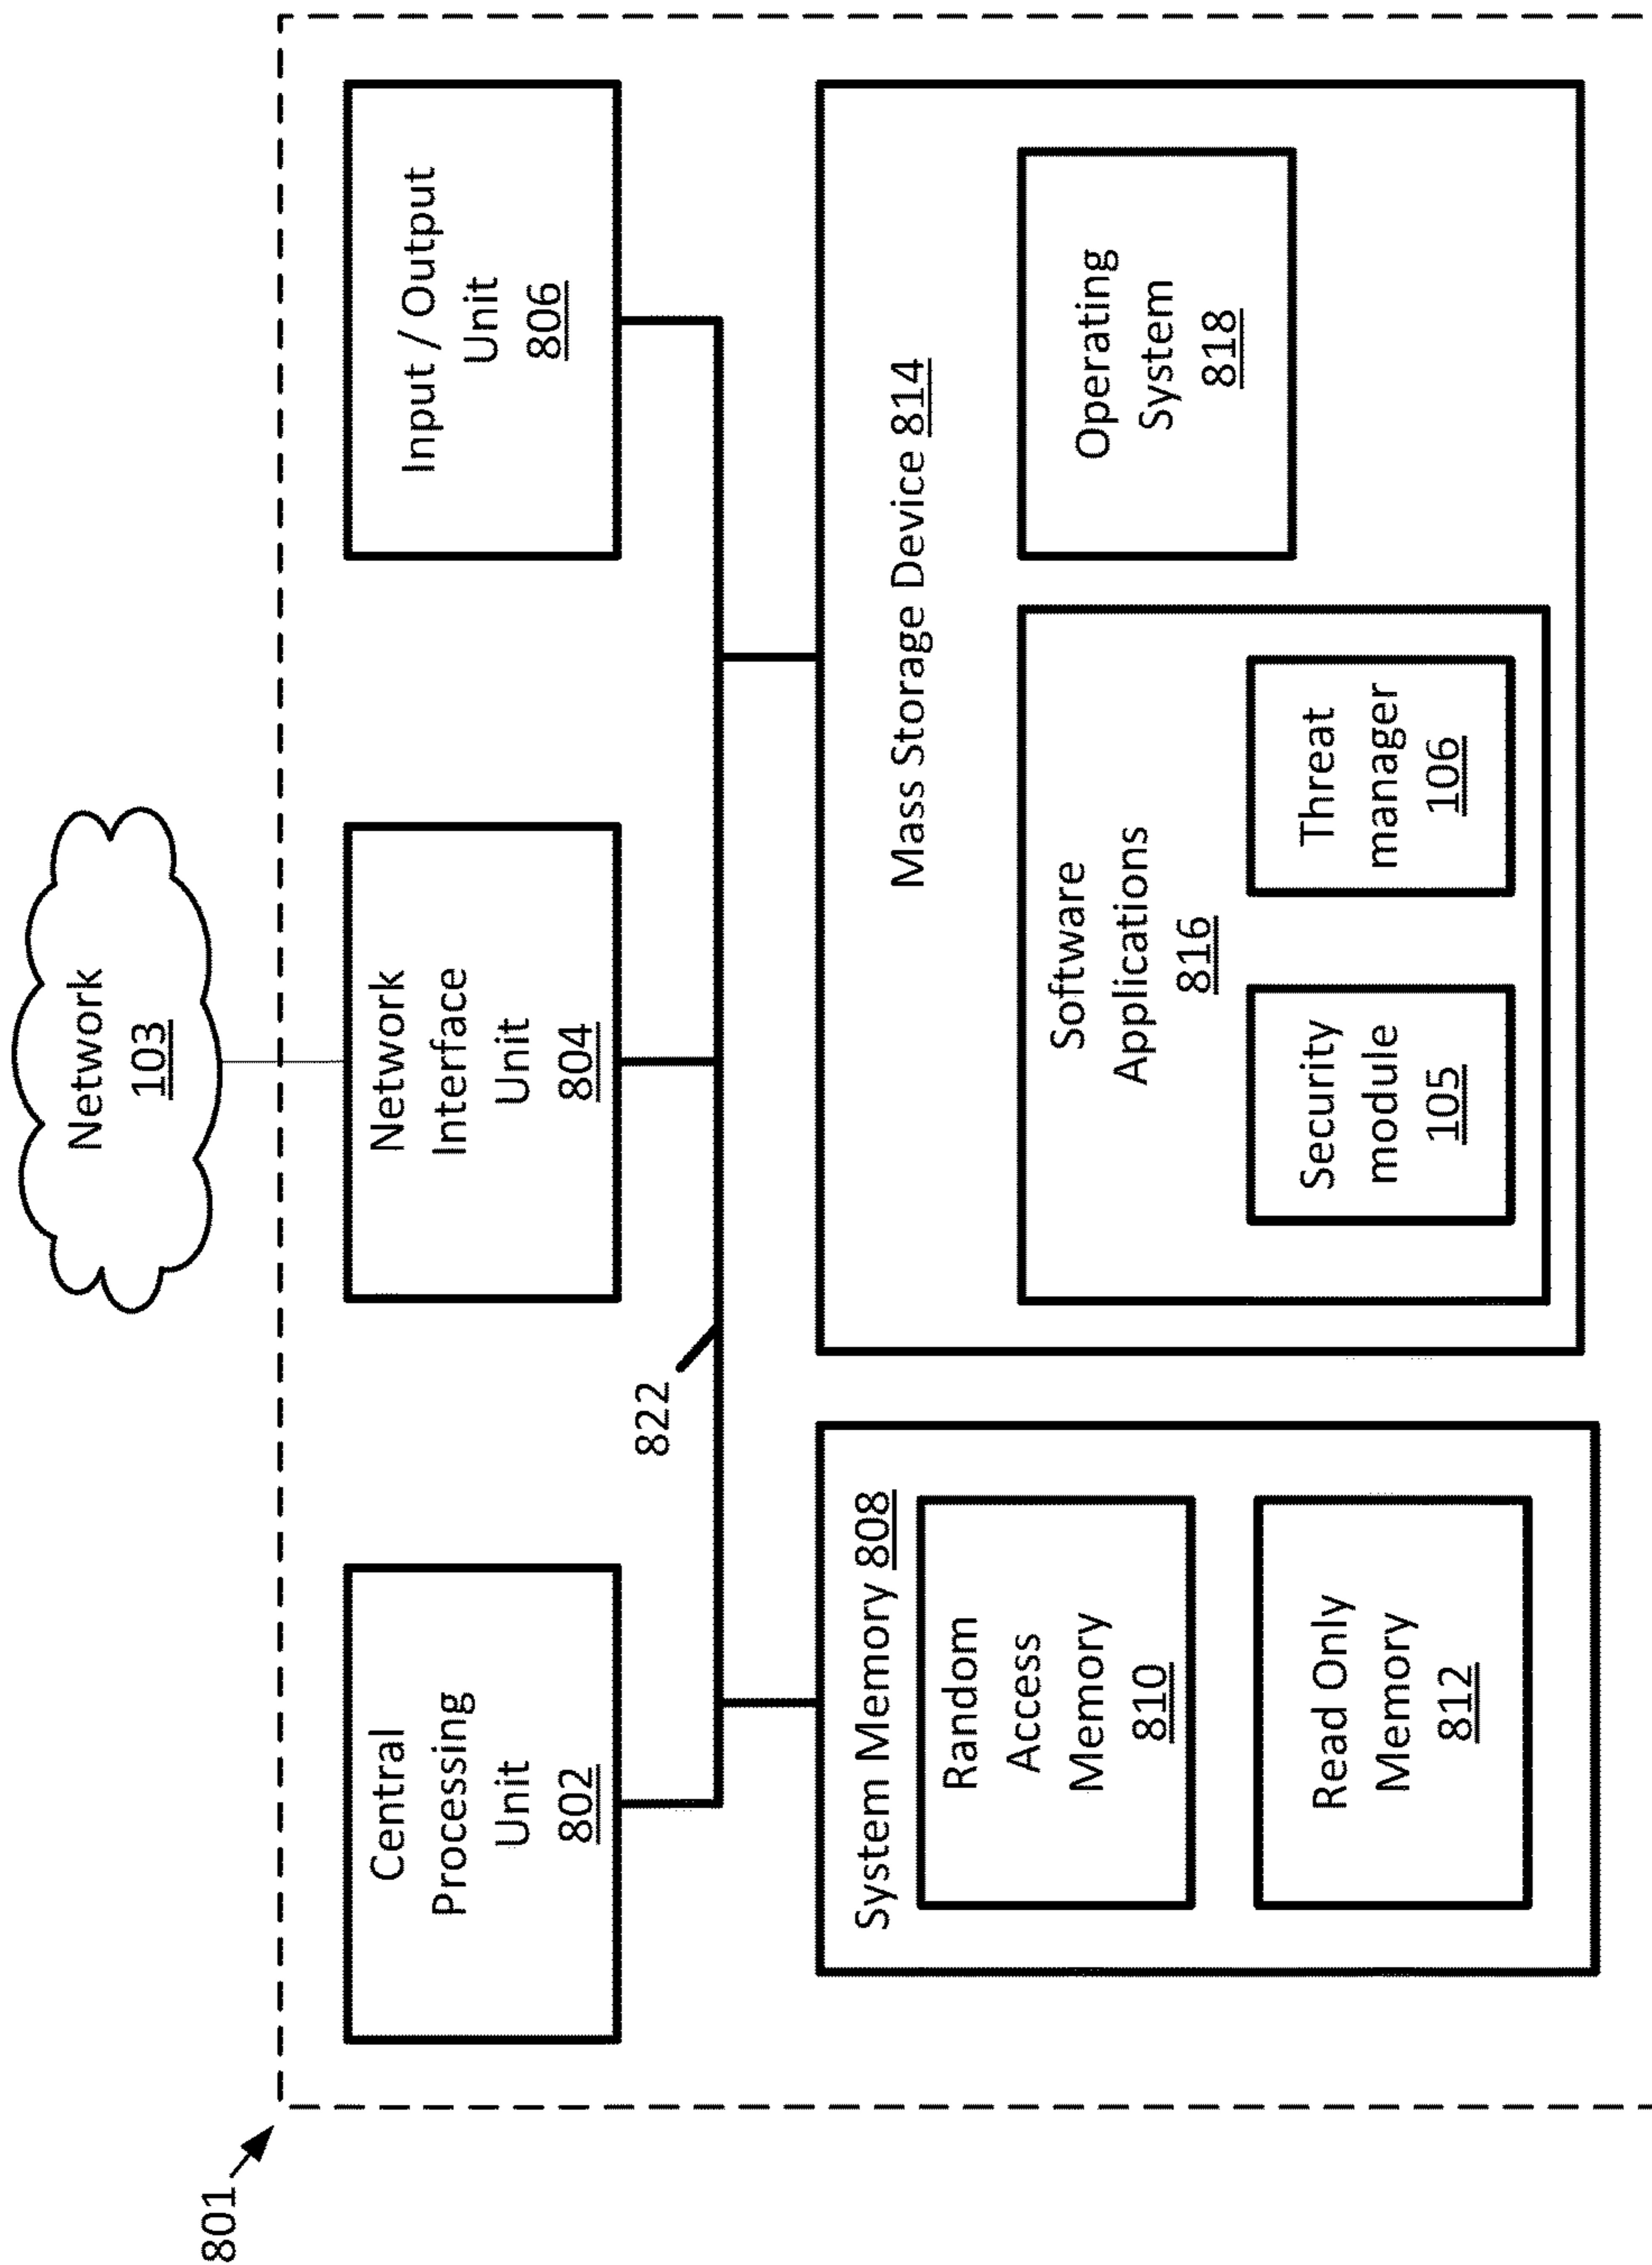 801
Network
103
Central
Processing
Unit
802
Network
Interface
Unit
804
Input / Output
Unit
806
822
System Memory 808
Random
Access
Memory
810
Read Only
Memory
812
Mass Storage Device 814
Software
Applications
816
Security
module
105
Threat
manager
106
Operating
System
818